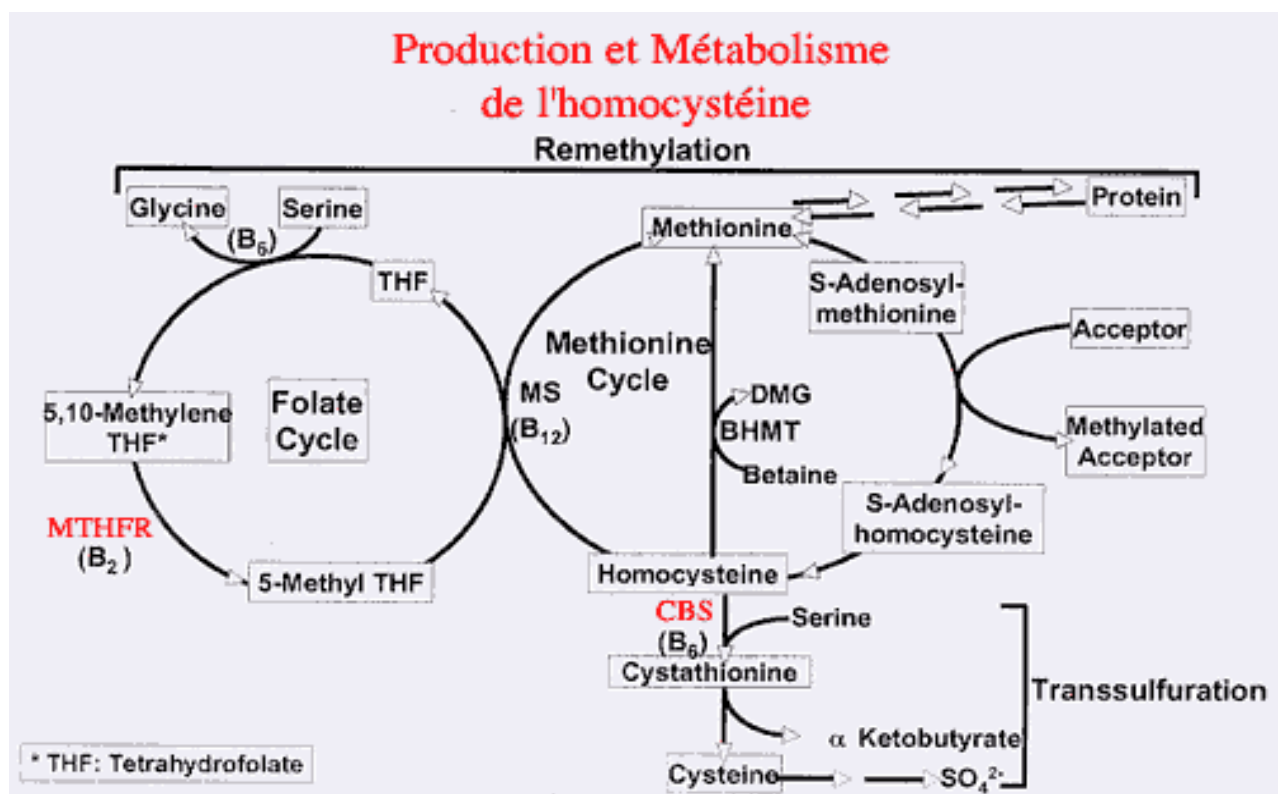 Production et Métabolisme
de l'homocystéine
Remethylation
Glycine
Serine
Protein
(B₆)
Methionine
THF
S-Adenosyl-
methionine
Acceptor
Methionine
Cycle
5,10-Methylene
THF*
Folate
Cycle
MS
(B₁₂)
DMG
BHMT
Betaine
Methylated
Acceptor
S-Adenosyl-
homocysteine
MTHFR
(B₂)
5-Methyl THF
Homocysteine
CBS
(B₆)
Serine
Cystathionine
Transsulfuration
α Ketobutyrate
* THF: Tetrahydrofolate
Cysteine
SO₄²⁻